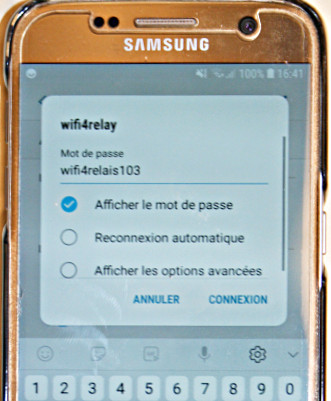 SAMSUNG
100% 16:41
wifi4relay
Mot de passe
wifi4relais103
Afficher le mot de passe
Reconnexion automatique
Afficher les options avancées
ANNULER CONNEXION
1 2 3 4 5 6 7 8 9 0